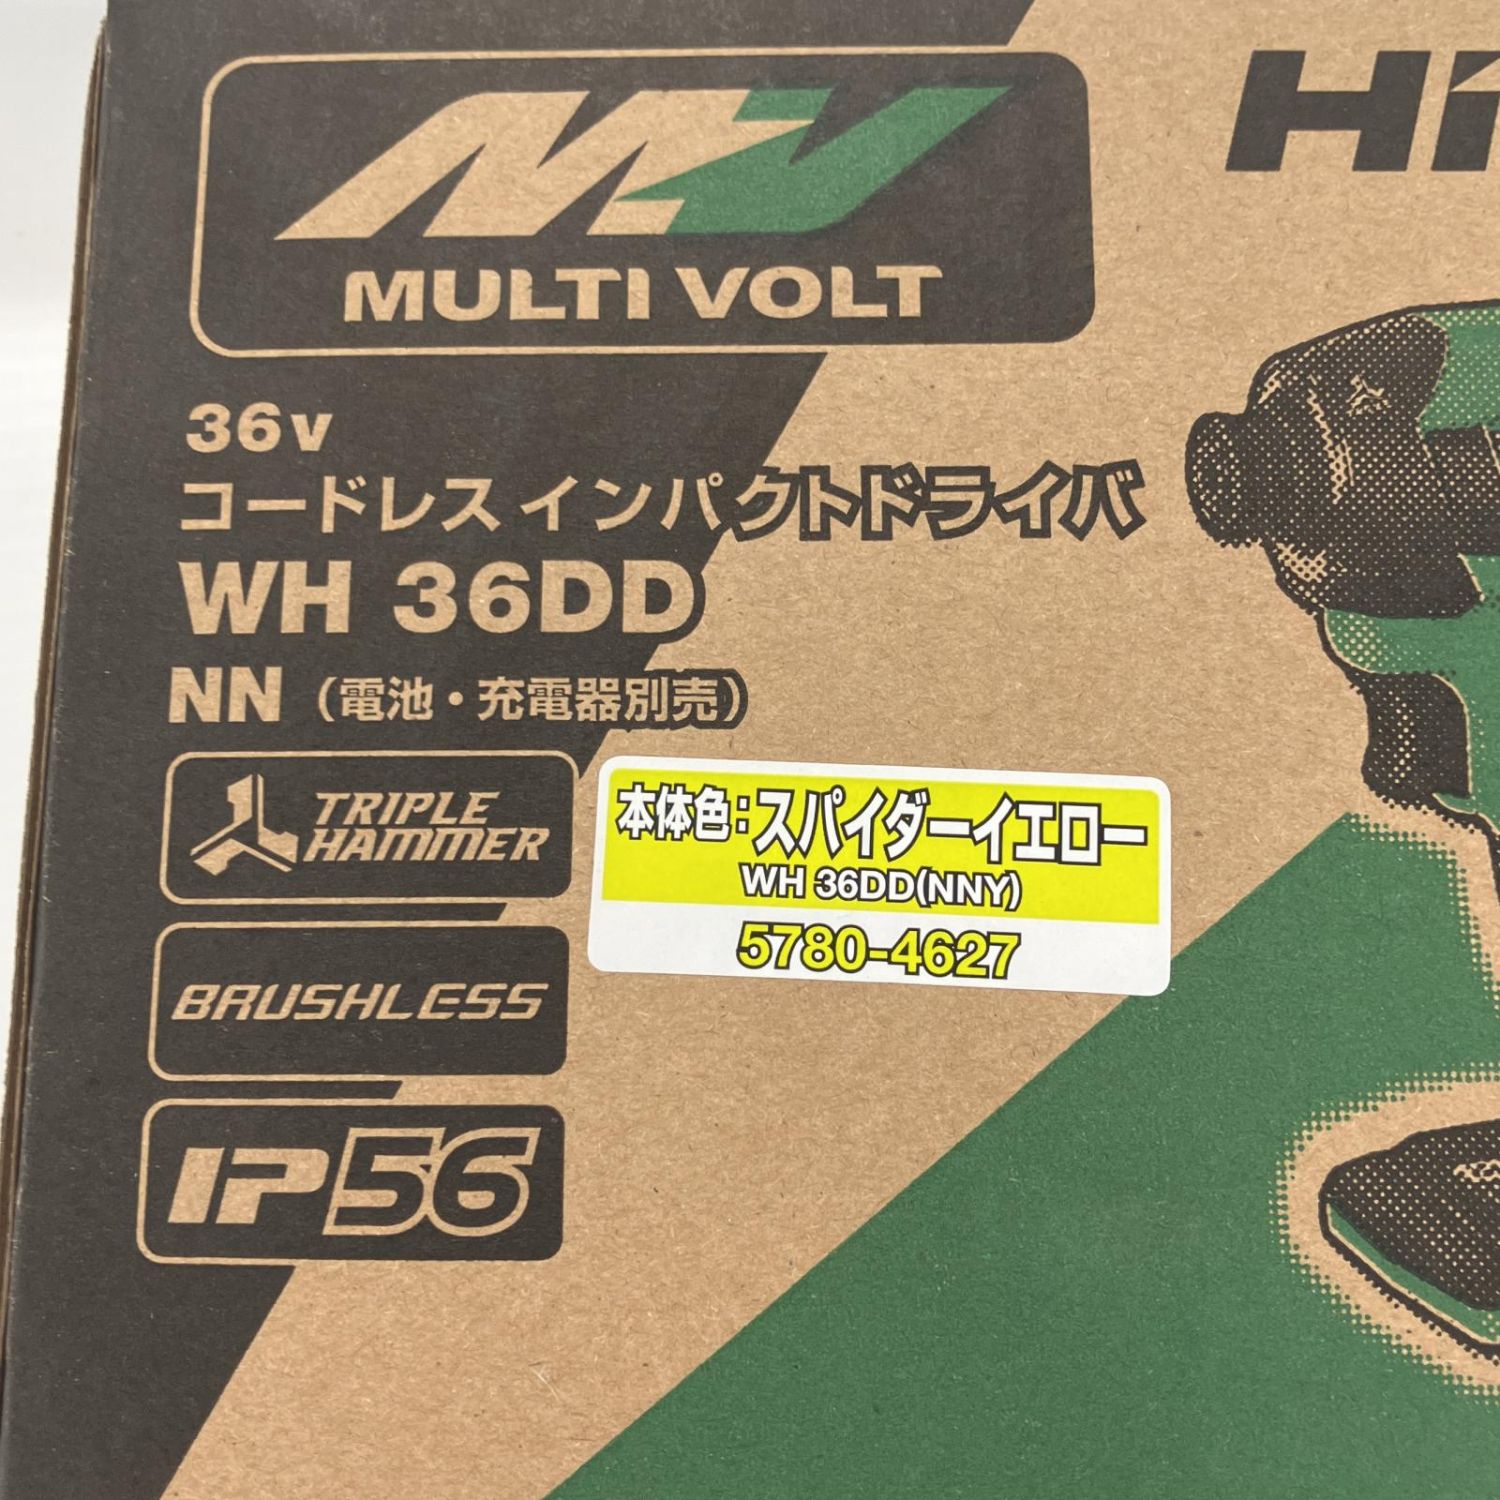 MV
MULTI VOLT
36v
コードレス インパクトドライバ
WH 36DD
NN (電池・充電器別売)
TRIPLE
HAMMER
BRUSHLESS
IP56
本体色:スパイダーイエロー
WH 36DD(NNY)
5780-4627